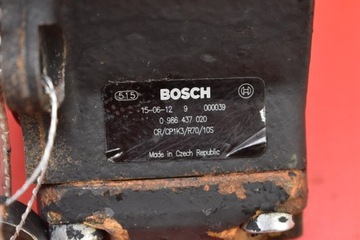 515 BOSCH
15-06-12 9 000039
0 986 437 020
CR/CP1K3/R70/10S
Made in Czech Republic